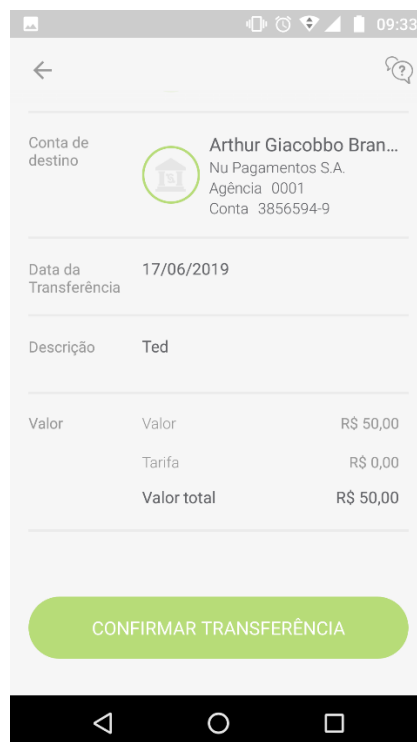 09:33
Conta de
destino
Arthur Giacobbo Bran...
Nu Pagamentos S.A.
Agência 0001
Conta 3856594-9
Data da
Transferência
17/06/2019
Descrição
Ted
Valor
Valor R$ 50,00
Tarifa R$ 0,00
Valor total R$ 50,00
CONFIRMAR TRANSFERÊNCIA